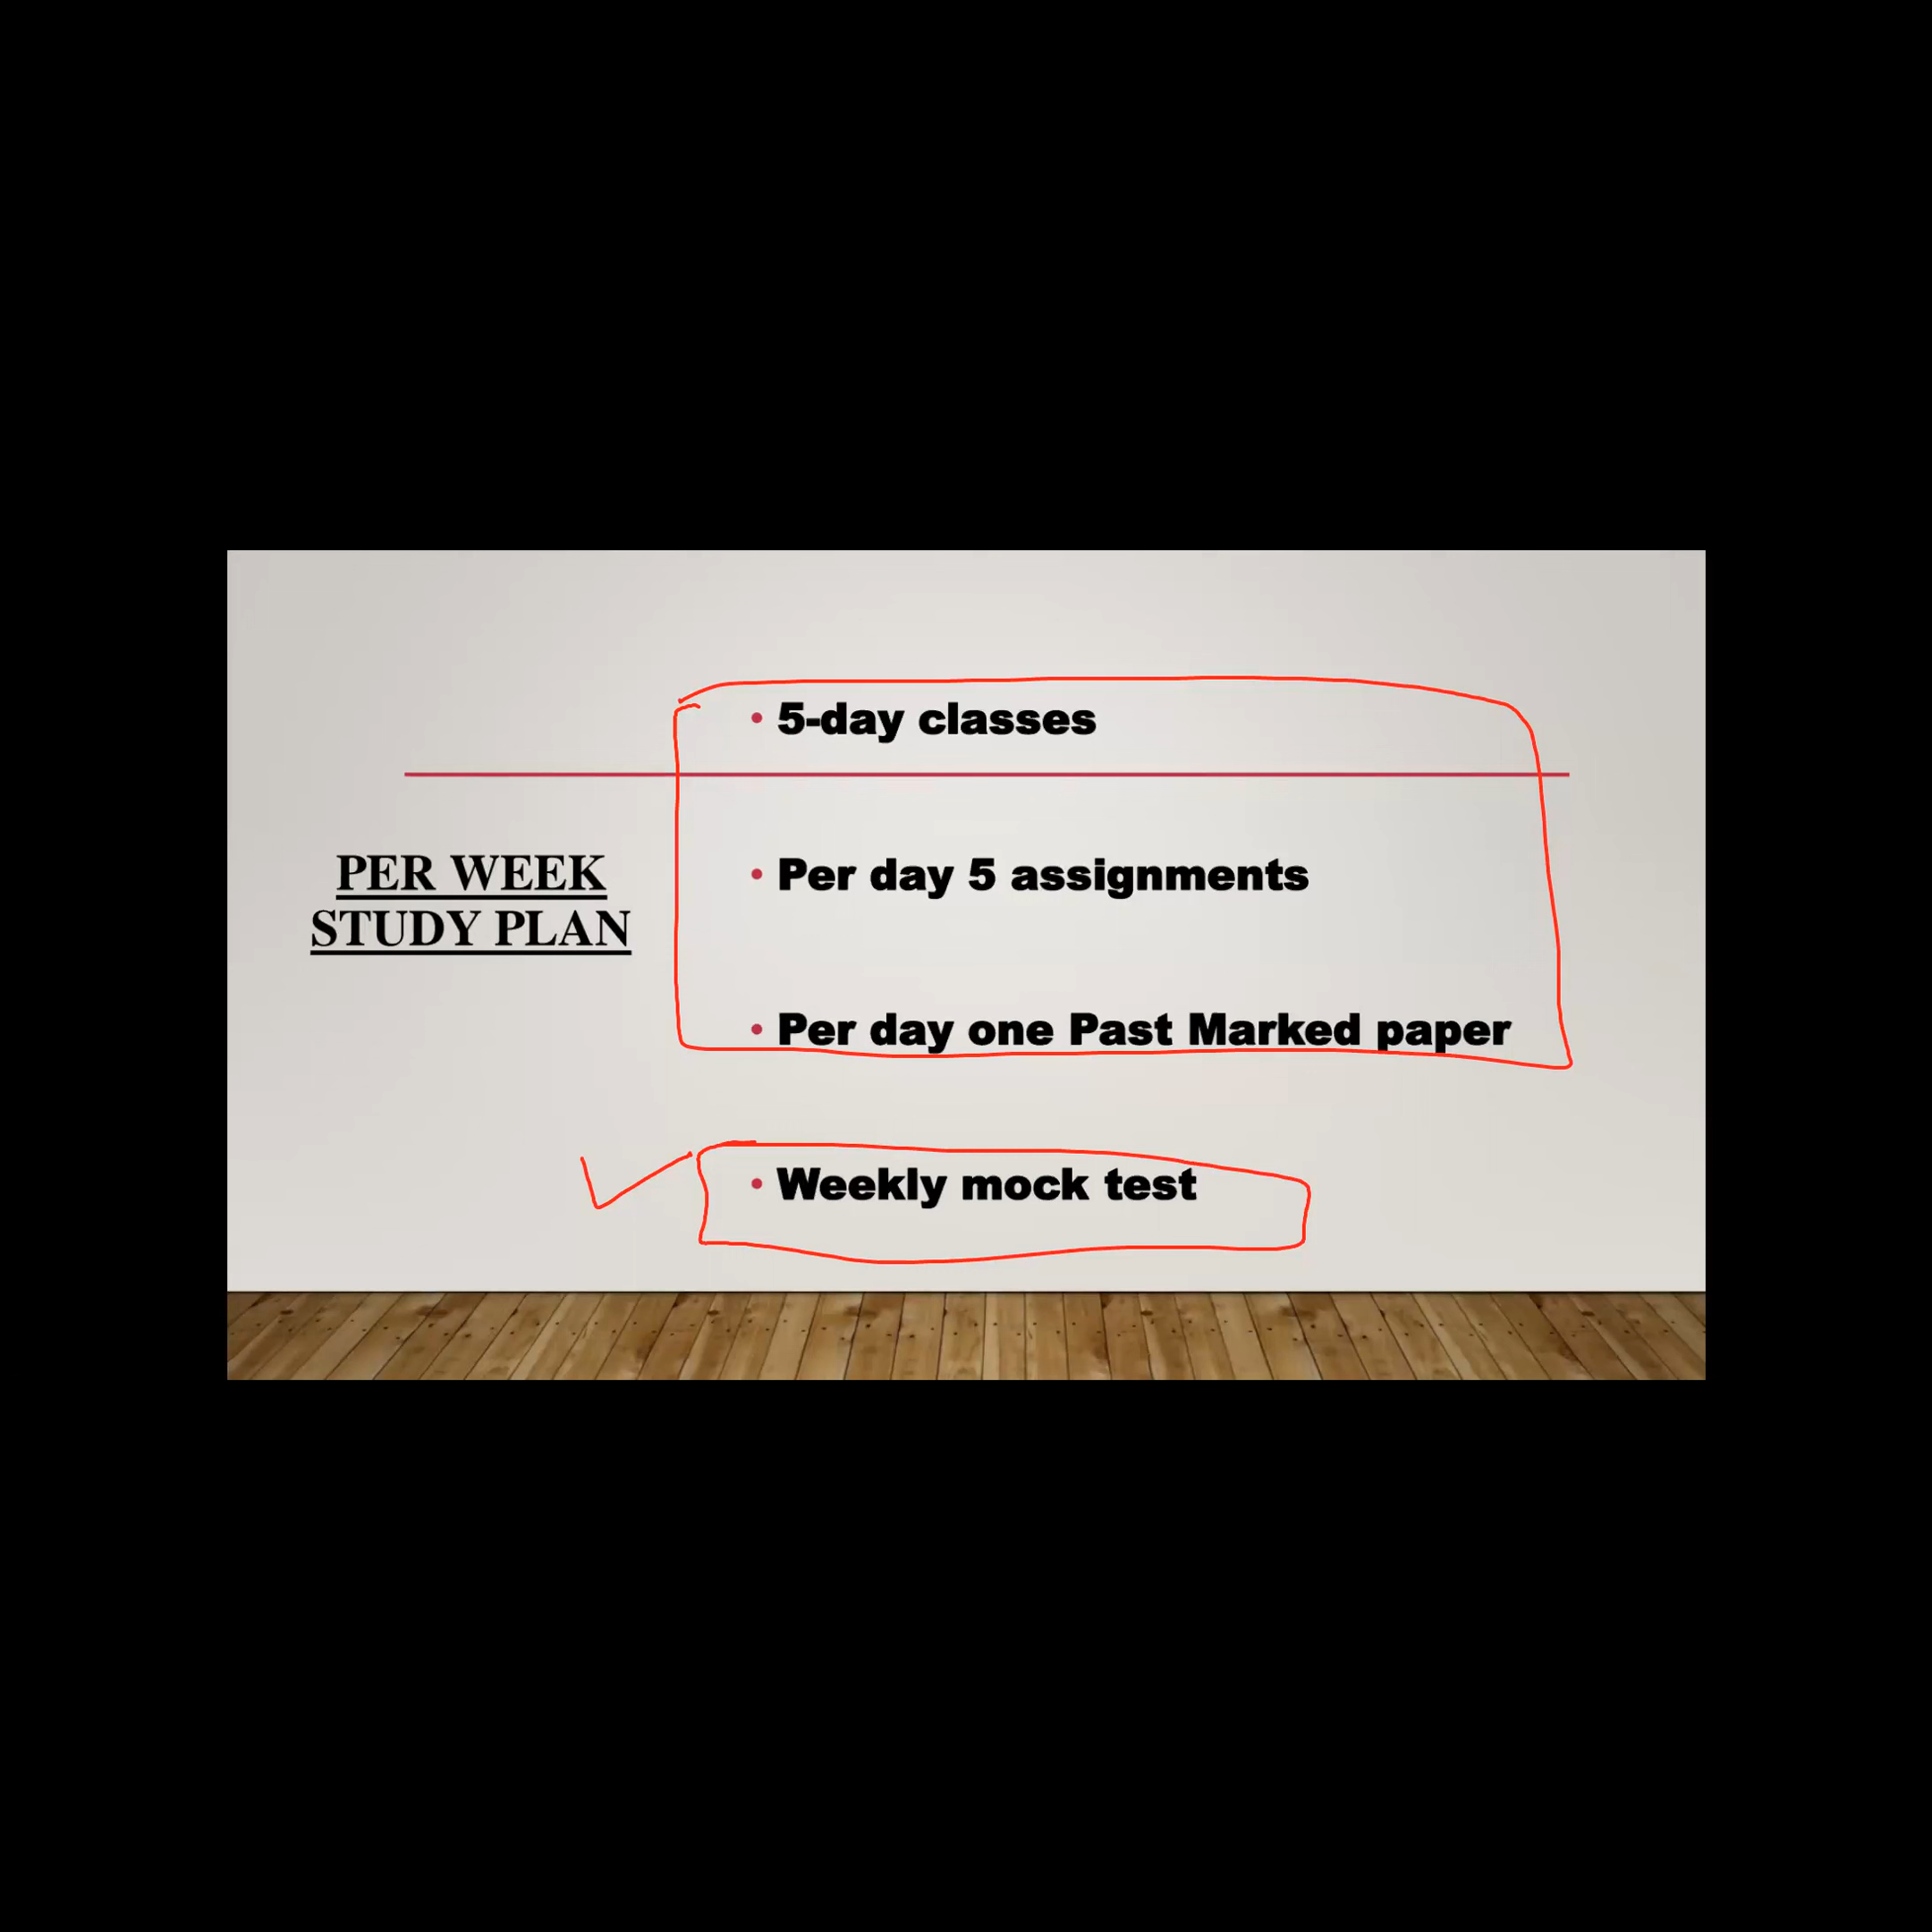 PER WEEK
STUDY PLAN
• 5-day classes
• Per day 5 assignments
• Per day one Past Marked paper
• Weekly mock test